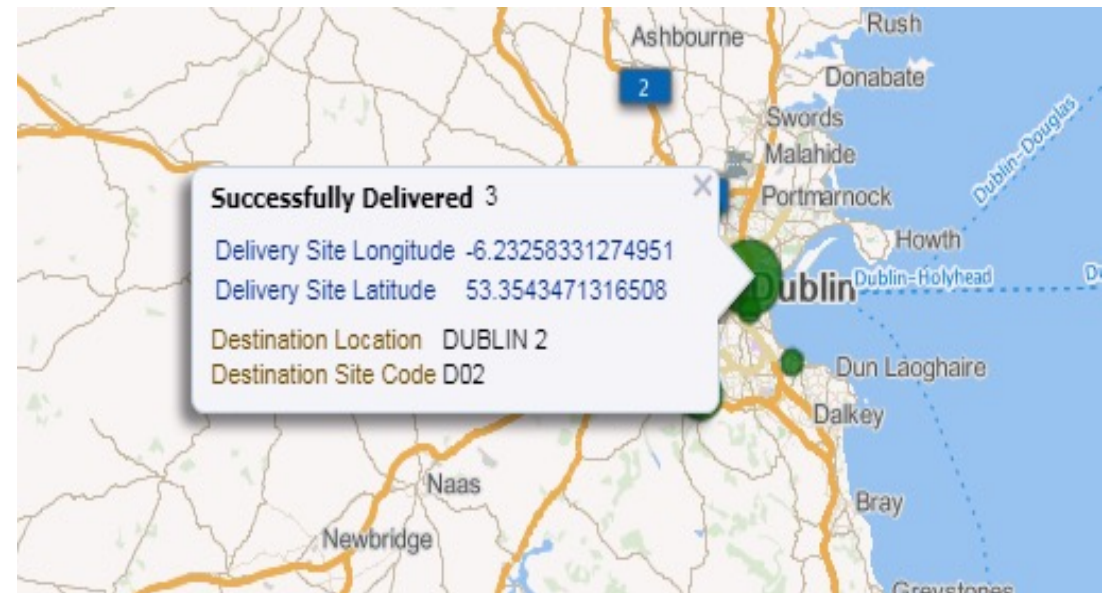 Rush
Ashbourne
Donabate
2
Swords
Malahide
Portmarnock
Howth
Dublin-Douglas
Successfully Delivered 3
×
Delivery Site Longitude -6.23258331274951
Delivery Site Latitude 53.3543471316508
Destination Location DUBLIN 2
Destination Site Code D02
Dublin
Dublin-Holyhead
Dun Laoghaire
Dalkey
Naas
Bray
Newbridge
Greystones